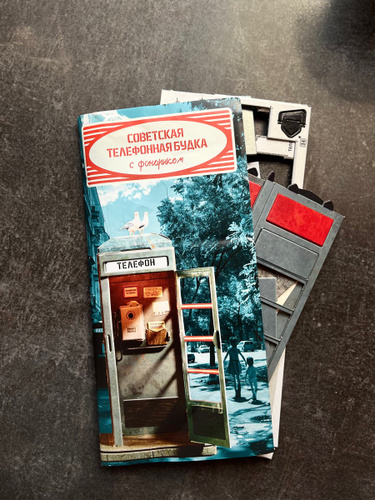 СОВЕТСКАЯ
ТЕЛЕФОННАЯ БУДКА
с фонариком
ТЕЛЕФОН